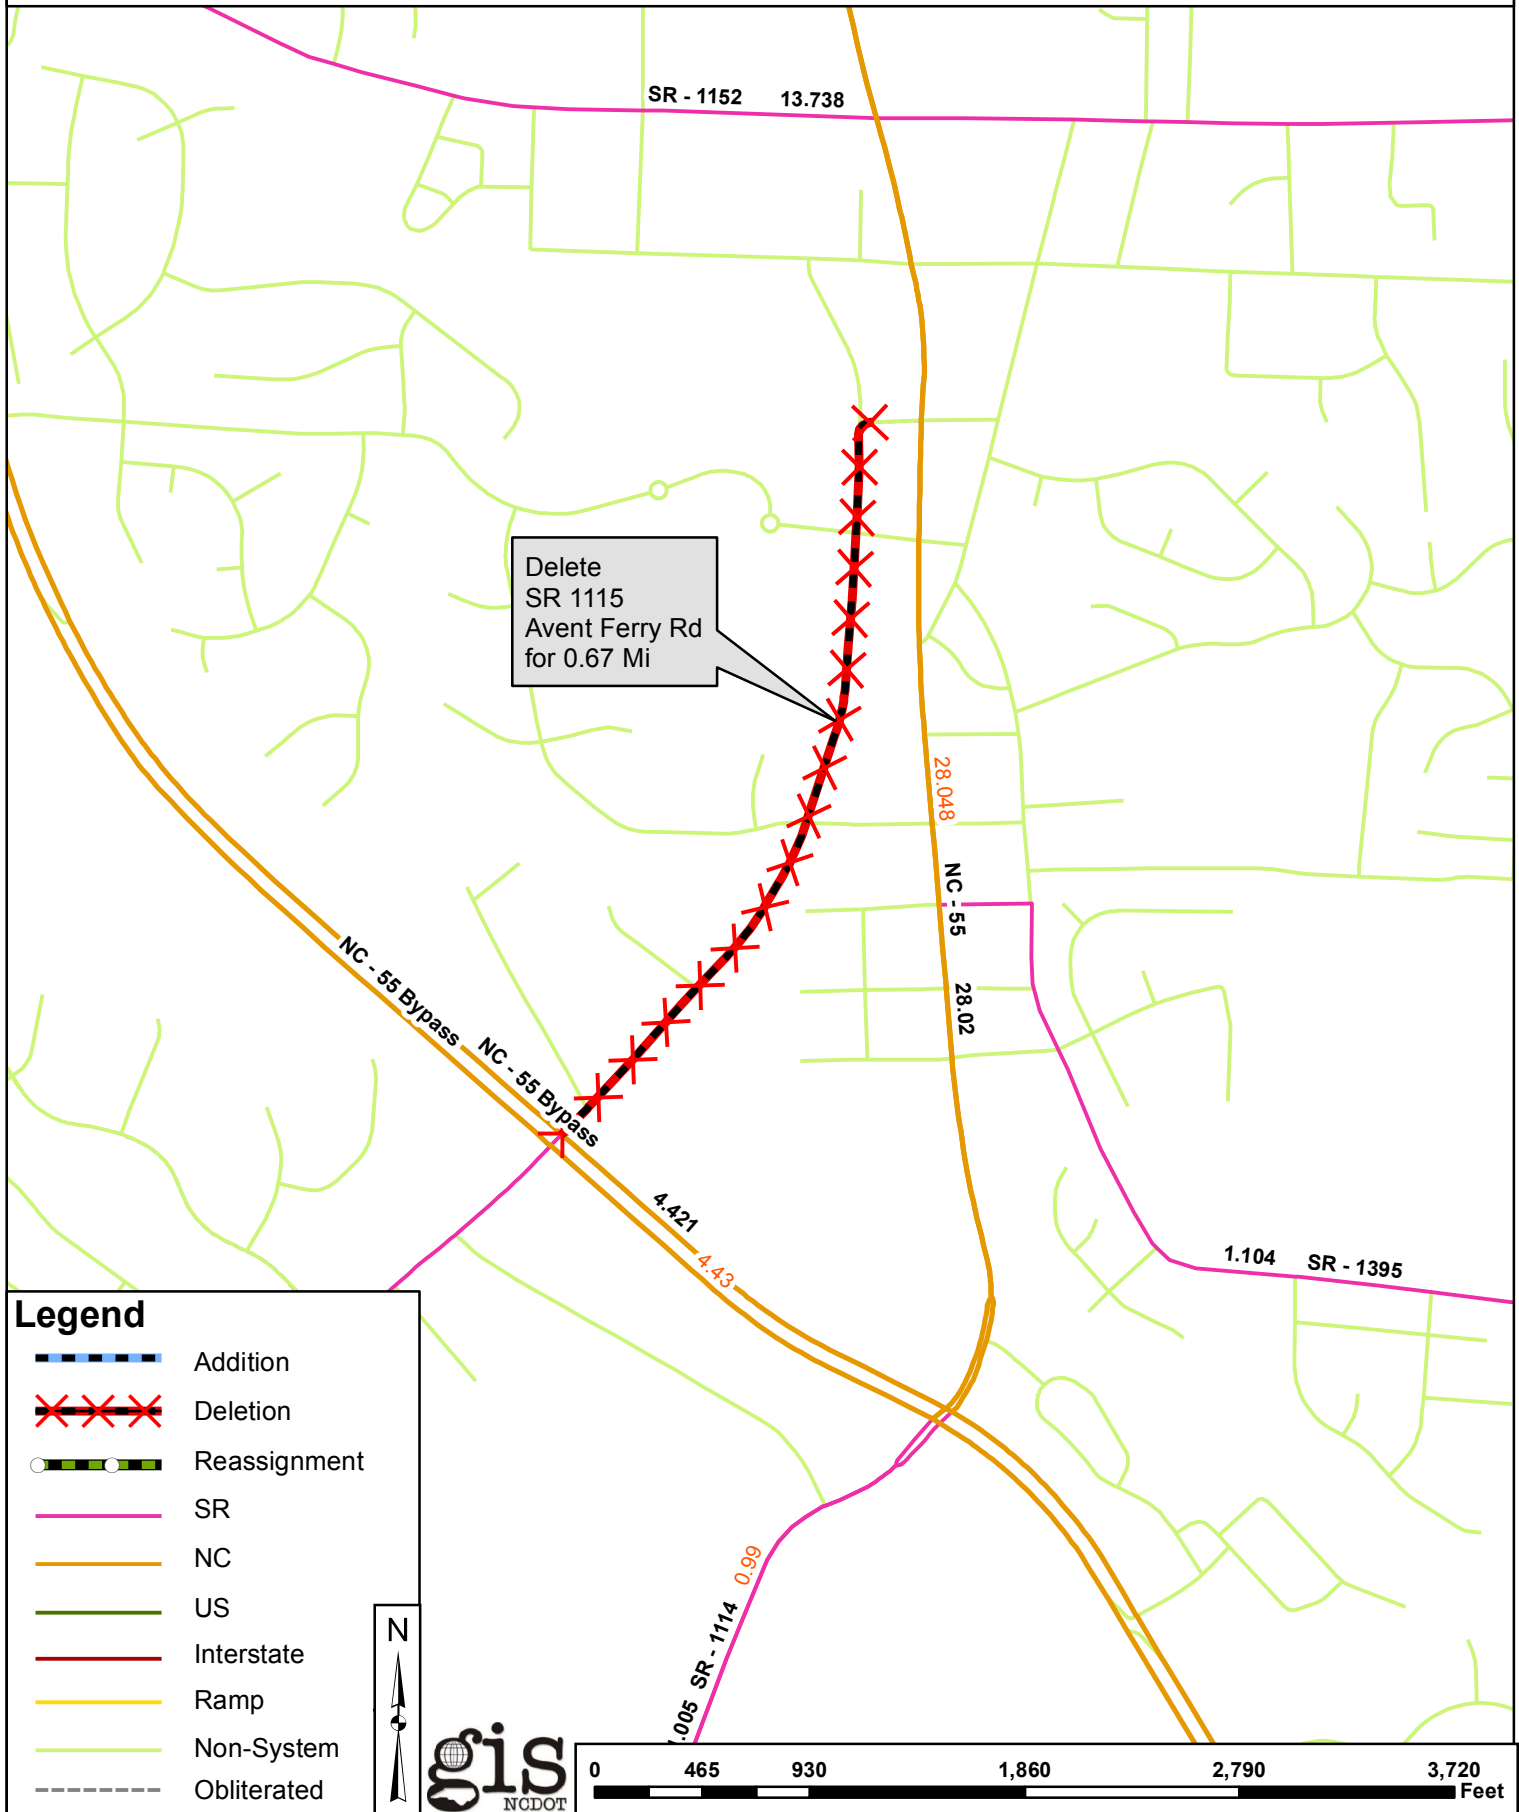 SR - 1152 13.738
Delete
SR 1115
Avent Ferry Rd
for 0.67 Mi
28.048
NC - 55
28.02
NC - 55 Bypass
NC - 55 Bypass
4.421
4.43
1.104 SR - 1395
0.99
SR - 1114
.005
Legend
Addition
Deletion
Reassignment
SR
NC
US
Interstate
Ramp
Non-System
Obliterated
N
gis
NCDOT
0 465 930 1,860 2,790 3,720
Feet